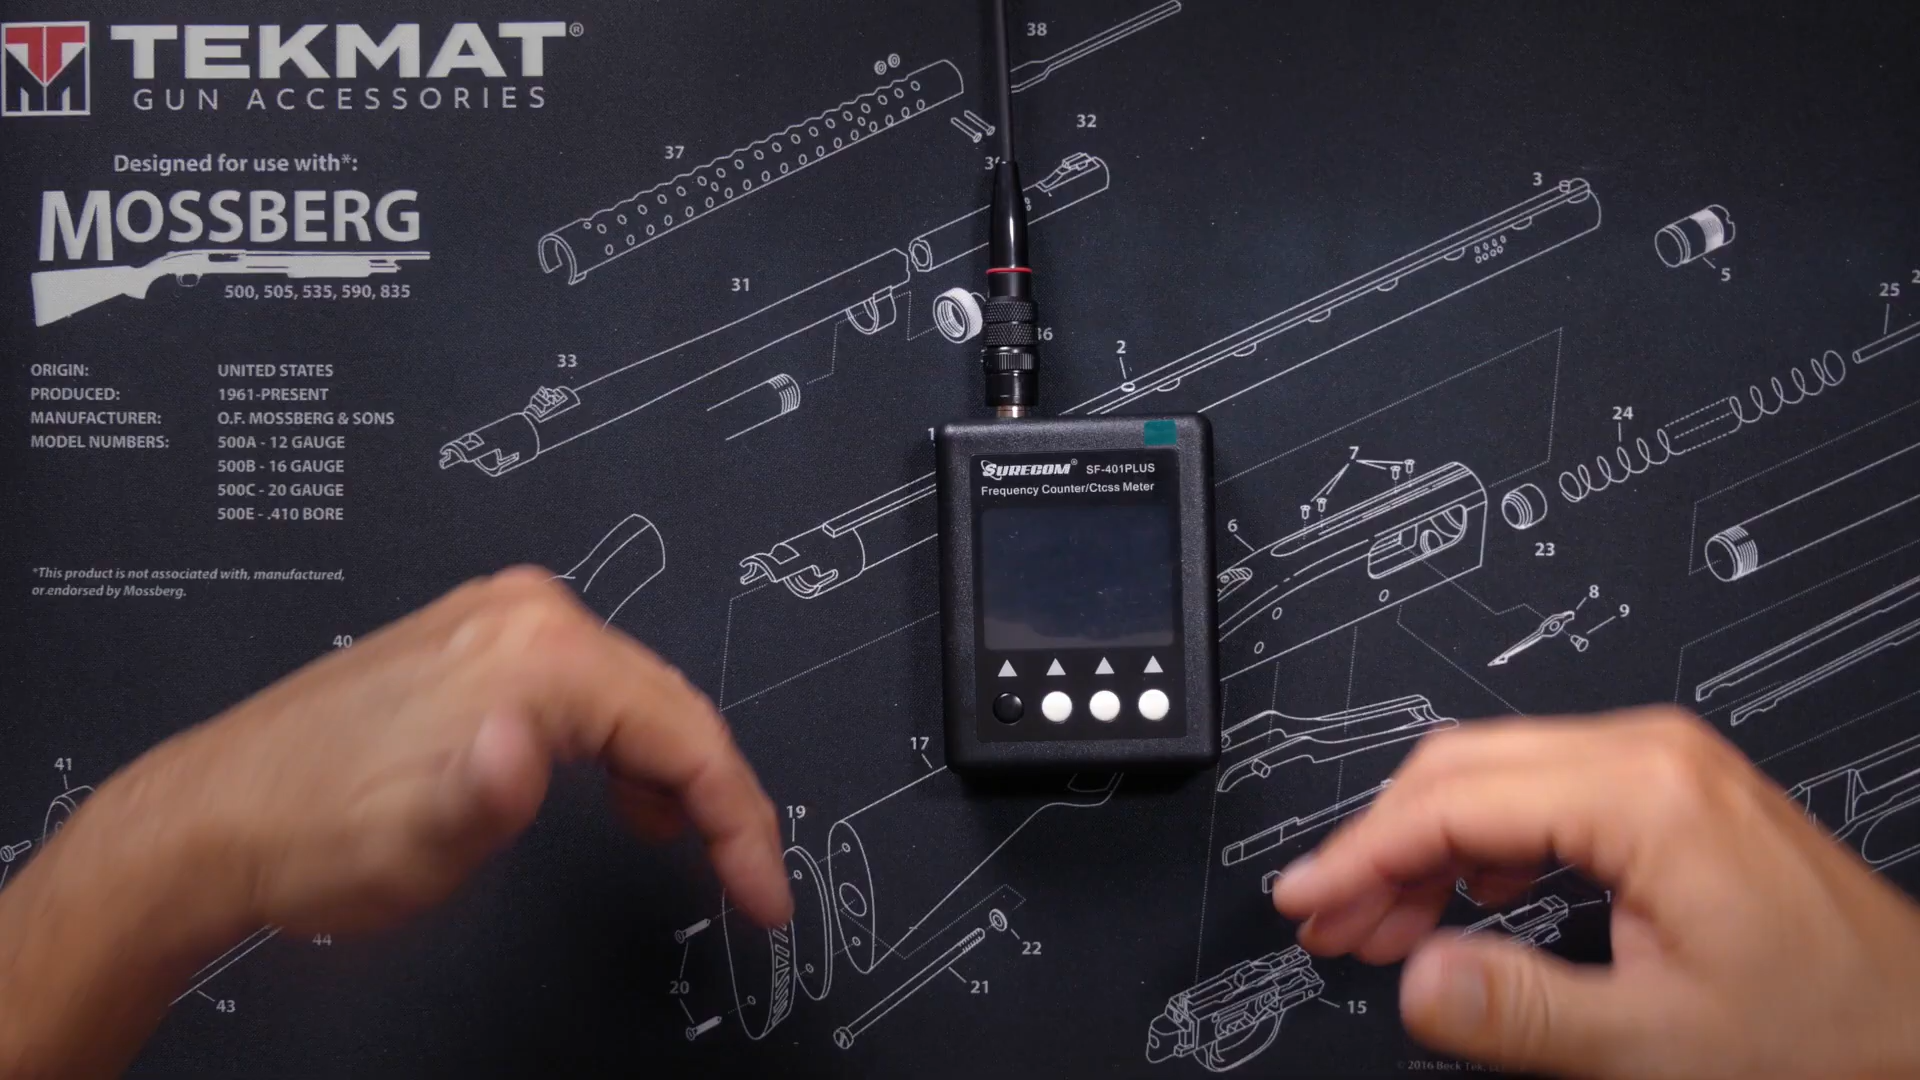 TEKMAT®
GUN ACCESSORIES
Designed for use with*:
MOSSBERG
500, 505, 535, 590, 835
ORIGIN: UNITED STATES
PRODUCED: 1961-PRESENT
MANUFACTURER: O.F. MOSSBERG & SONS
MODEL NUMBERS: 500A - 12 GAUGE
500B - 16 GAUGE
500C - 20 GAUGE
500E - .410 BORE
*This product is not associated with, manufactured,
or endorsed by Mossberg.
38
37
32
3
31
5
25
36
33
2
24
7
SURECOM® SF-401PLUS
Frequency Counter/Ctcss Meter
6
23
8
9
40
17
41
19
44
22
20
21
43
15
© 2016 Beck Tek,